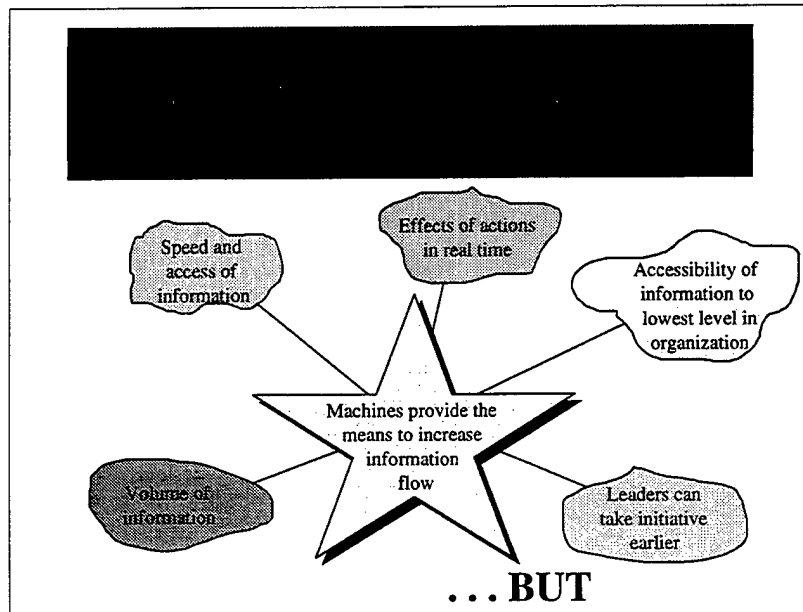 Effects of actions
in real time
Speed and
access of
information
Accessibility of
information to
lowest level in
organization
Machines provide the
means to increase
information
flow
Volume of
information
Leaders can
take initiative
earlier
. . . BUT